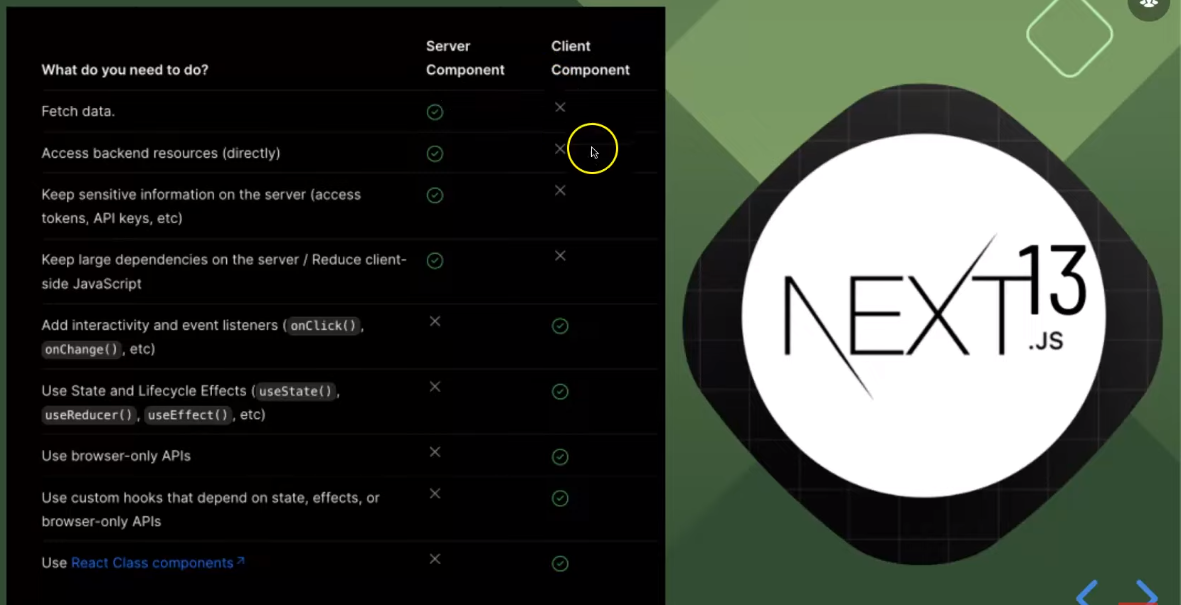 Server Client
What do you need to do? Component Component
Fetch data.
Access backend resources (directly)
Keep sensitive information on the server (access
tokens, API keys, etc)
Keep large dependencies on the server / Reduce client-
side JavaScript
Add interactivity and event listeners ( onClick() ,
onChange() , etc)
Use State and Lifecycle Effects ( useState() ,
useReducer() , useEffect() , etc)
Use browser-only APIs
Use custom hooks that depend on state, effects, or
browser-only APIs
Use React Class components ↗
NEXT 13
.JS